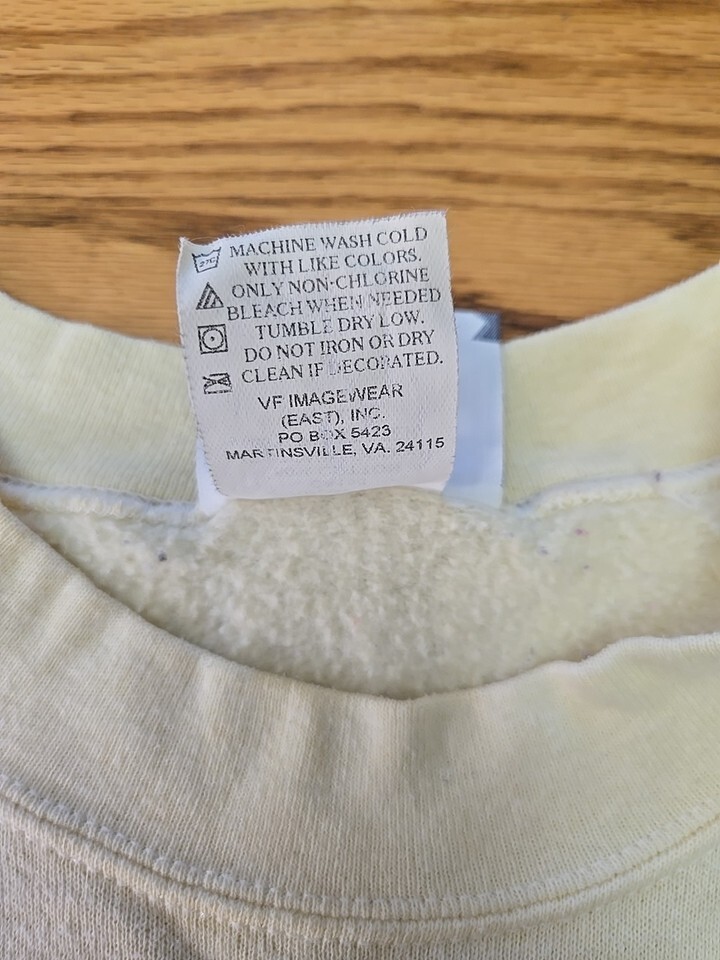 MACHINE WASH COLD
WITH LIKE COLORS.
ONLY NON-CHLORINE
BLEACH WHEN NEEDED
TUMBLE DRY LOW.
DO NOT IRON OR DRY
CLEAN IF DECORATED.
VF IMAGEWEAR
(EAST), INC.
PO BOX 5423
MARTINSVILLE, VA. 24115